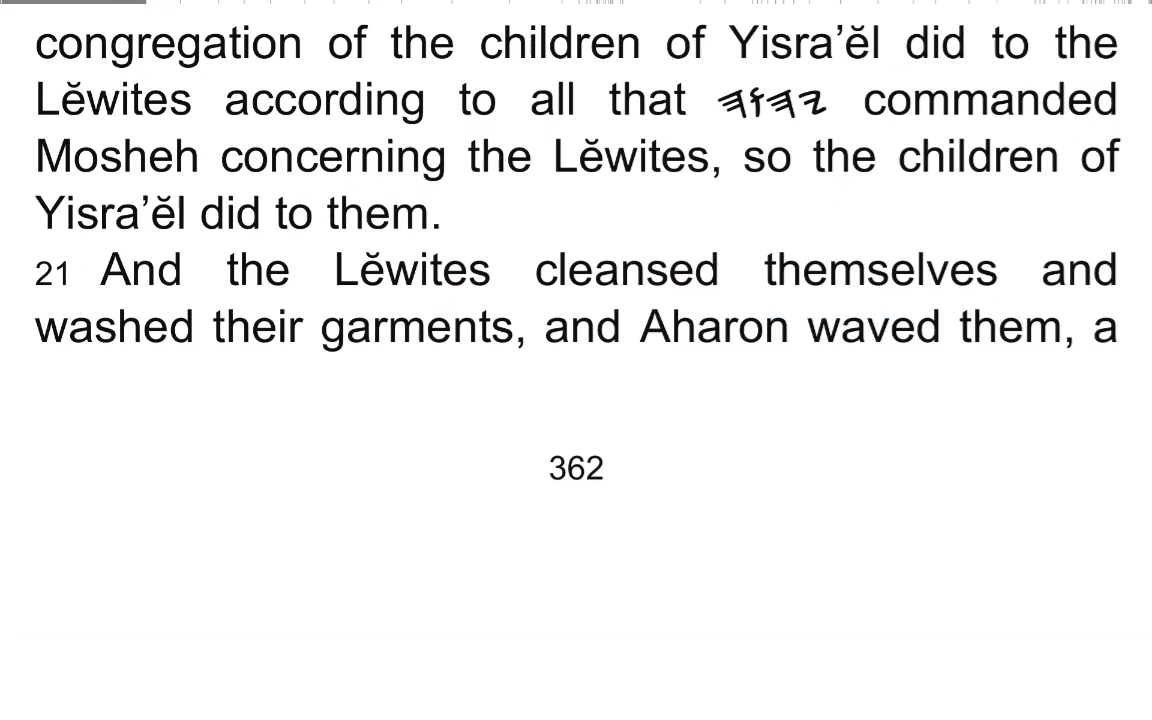 congregation of the children of Yisra’ĕl did to the
Lĕwites according to all that 𐤉𐤄𐤅𐤄 commanded
Mosheh concerning the Lĕwites, so the children of
Yisra’ĕl did to them.
21 And the Lĕwites cleansed themselves and
washed their garments, and Aharon waved them, a
362